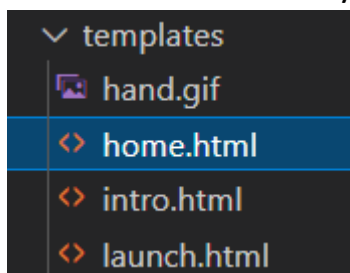 templates
hand.gif
home.html
intro.html
launch.html